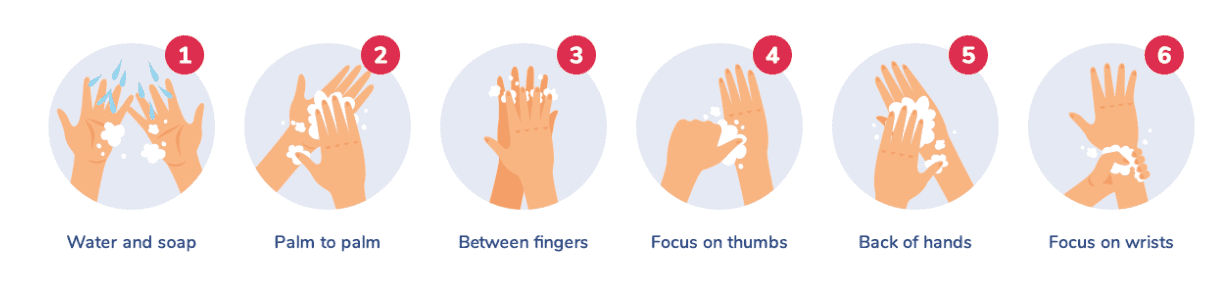 1
2
3
4
5
6
Water and soap
Palm to palm
Between fingers
Focus on thumbs
Back of hands
Focus on wrists